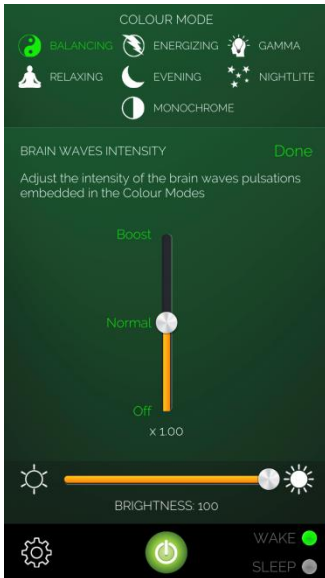 COLOUR MODE
BALANCING ENERGIZING GAMMA
RELAXING EVENING NIGHTLITE
MONOCHROME
BRAIN WAVES INTENSITY Done
Adjust the intensity of the brain waves pulsations
embedded in the Colour Modes
Boost
Normal
Off
x 1.00
BRIGHTNESS: 100
WAKE
SLEEP